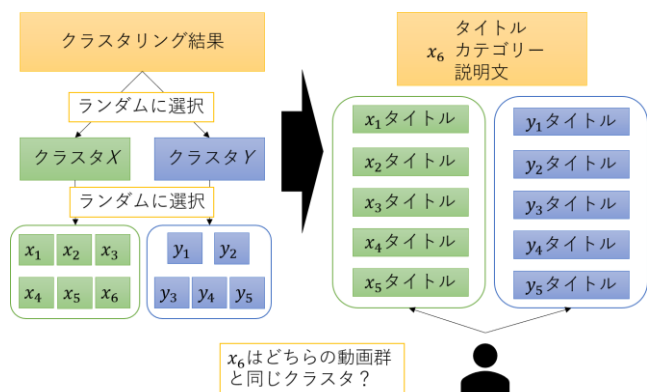 クラスタリング結果
ランダムに選択
クラスタX
クラスタY
ランダムに選択
x₁ x₂ x₃
x₄ x₅ x₆
y₁ y₂
y₃ y₄ y₅
タイトル
x₆ カテゴリー
説明文
x₁タイトル
x₂タイトル
x₃タイトル
x₄タイトル
x₅タイトル
y₁タイトル
y₂タイトル
y₃タイトル
y₄タイトル
y₅タイトル
x₆はどちらの動画群
と同じクラスタ？